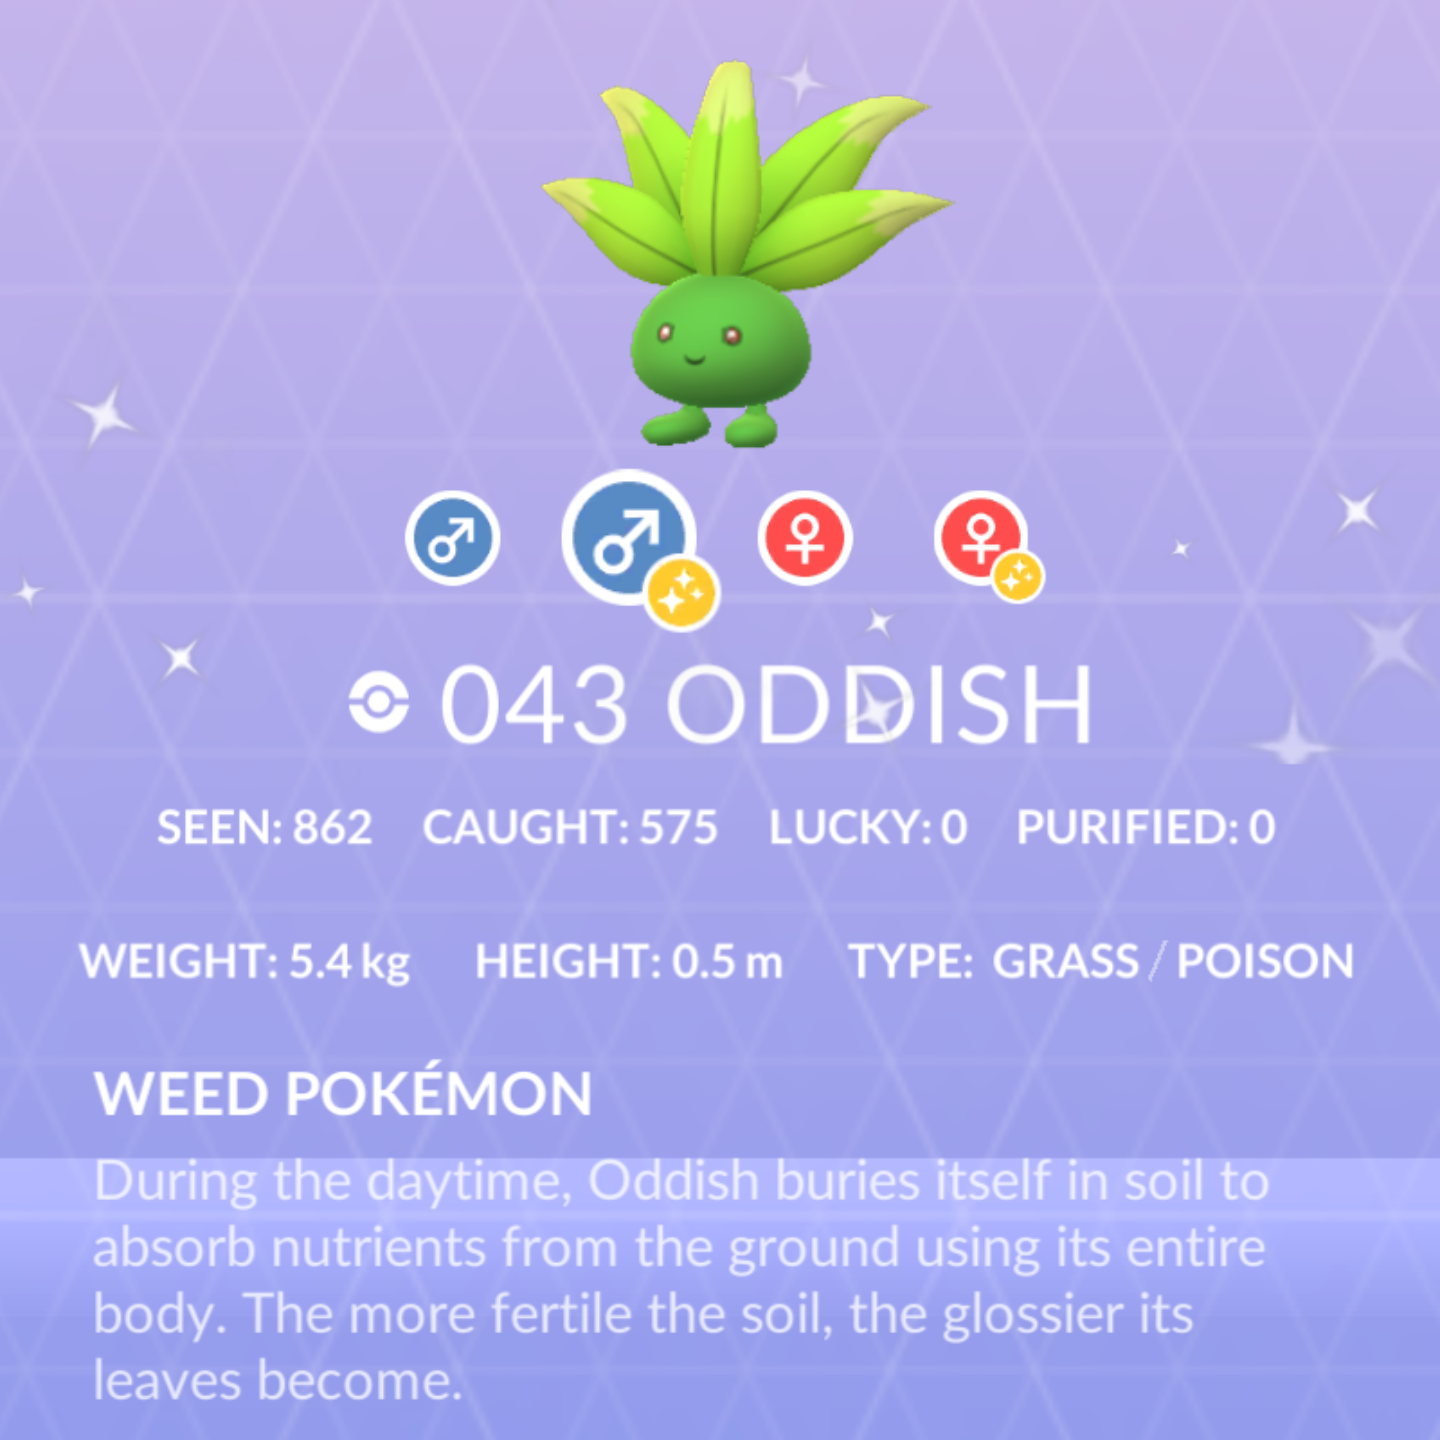 043 ODDISH
SEEN: 862 CAUGHT: 575 LUCKY: 0 PURIFIED: 0
WEIGHT: 5.4 kg HEIGHT: 0.5 m TYPE: GRASS / POISON
WEED POKÉMON
During the daytime, Oddish buries itself in soil to
absorb nutrients from the ground using its entire
body. The more fertile the soil, the glossier its
leaves become.